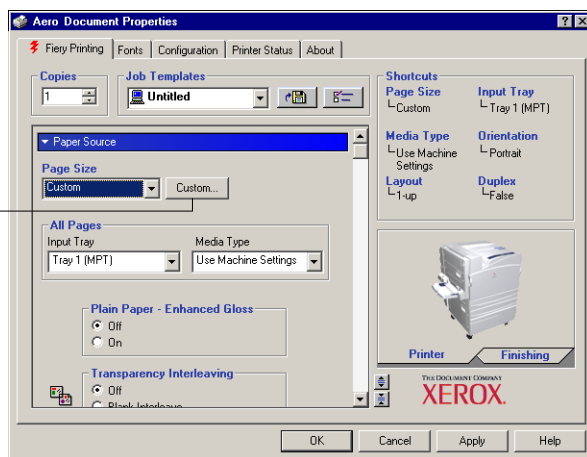 Aero Document Properties
Fiery Printing Fonts Configuration Printer Status About
Copies
1
Job Templates
Untitled
Paper Source
Page Size
Custom Custom...
All Pages
Input Tray Media Type
Tray 1 (MPT) Use Machine Settings
Plain Paper - Enhanced Gloss
Off
On
Transparency Interleaving
Off
Blank Interleave
Shortcuts
Page Size Input Tray
Custom Tray 1 (MPT)
Media Type Orientation
Use Machine Settings Portrait
Layout Duplex
1-up False
Printer Finishing
THE DOCUMENT COMPANY
XEROX.
OK Cancel Apply Help